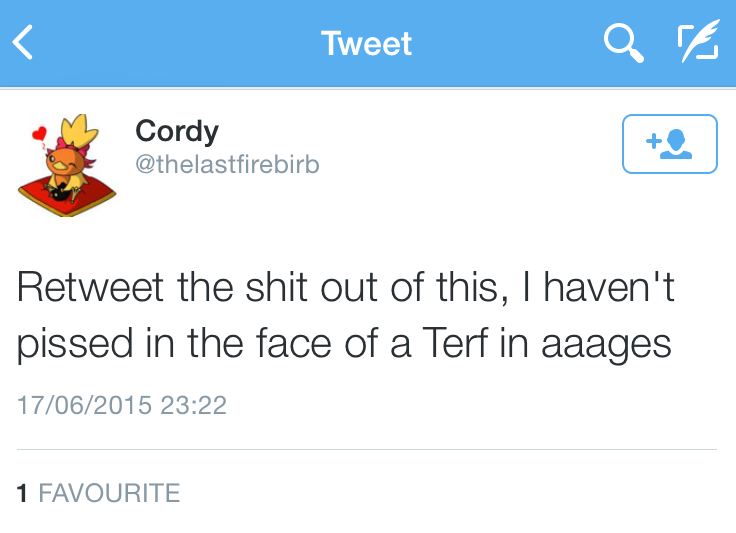 Tweet
Cordy
@thelastfirebirb
Retweet the shit out of this, I haven't
pissed in the face of a Terf in aaages
17/06/2015 23:22
1 FAVOURITE